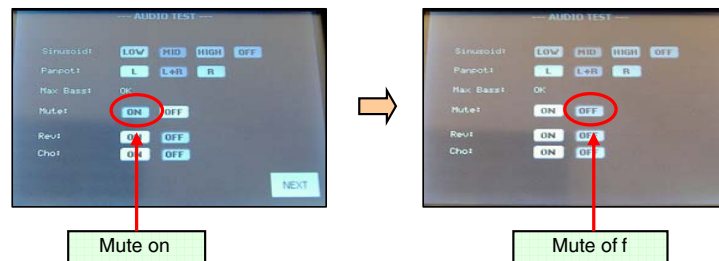 --- AUDIO TEST ---
Sinusoid: LOW MID HIGH OFF
Panpot: L L+R R
Max Bass: OK
Mute: ON OFF
Rev: ON OFF
Cho: ON OFF
NEXT
Mute on
--- AUDIO TEST ---
Sinusoid: LOW MID HIGH OFF
Panpot: L L+R R
Max Bass: OK
Mute: ON OFF
Rev: ON OFF
Cho: ON OFF
Mute of f